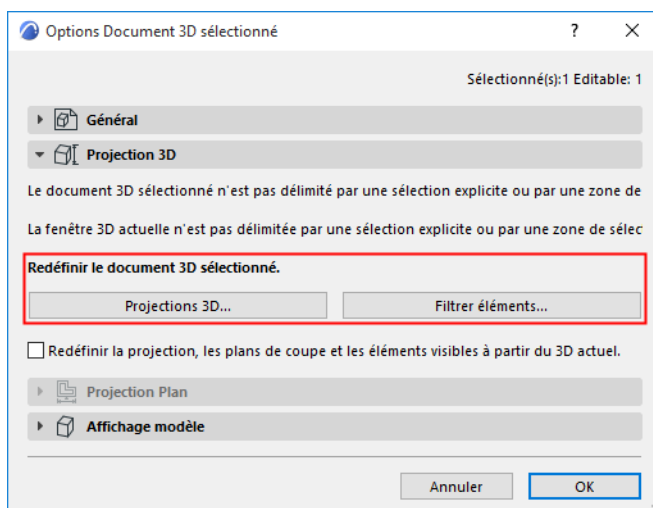 Options Document 3D sélectionné
Sélectionné(s):1 Editable: 1
Général
Projection 3D
Le document 3D sélectionné n'est pas délimité par une sélection explicite ou par une zone de
La fenêtre 3D actuelle n'est pas délimitée par une sélection explicite ou par une zone de sélec
Redéfinir le document 3D sélectionné.
Projections 3D... Filtrer éléments...
Redéfinir la projection, les plans de coupe et les éléments visibles à partir du 3D actuel.
Projection Plan
Affichage modèle
Annuler OK